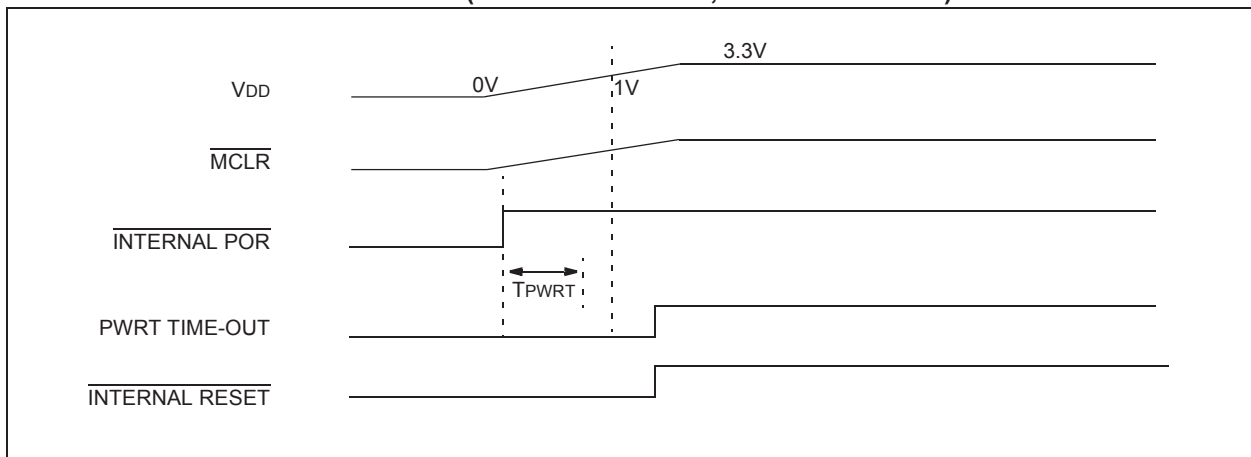 3.3V
VDD
0V
1V
MCLR
INTERNAL POR
TPWRT
PWRT TIME-OUT
INTERNAL RESET